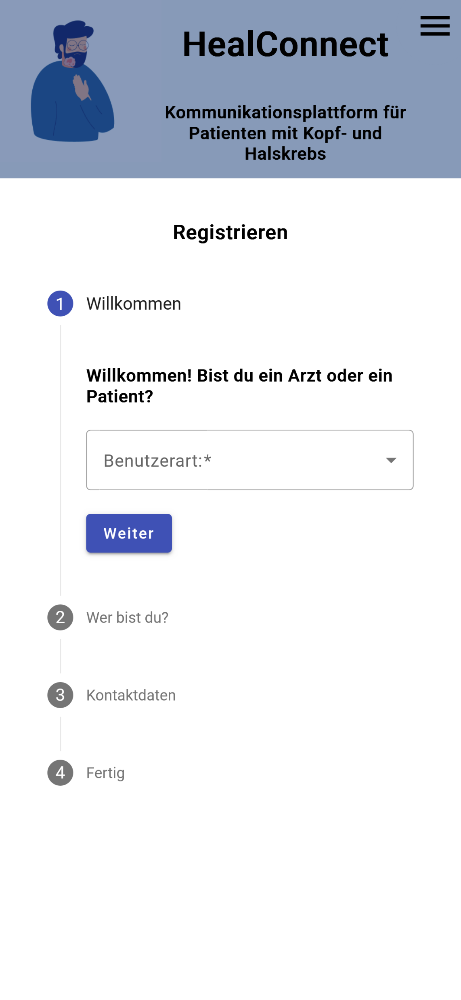 HealConnect
Kommunikationsplattform für
Patienten mit Kopf- und
Halskrebs
Registrieren
1 Willkommen
Willkommen! Bist du ein Arzt oder ein
Patient?
Benutzerart:*
Weiter
2 Wer bist du?
3 Kontaktdaten
4 Fertig